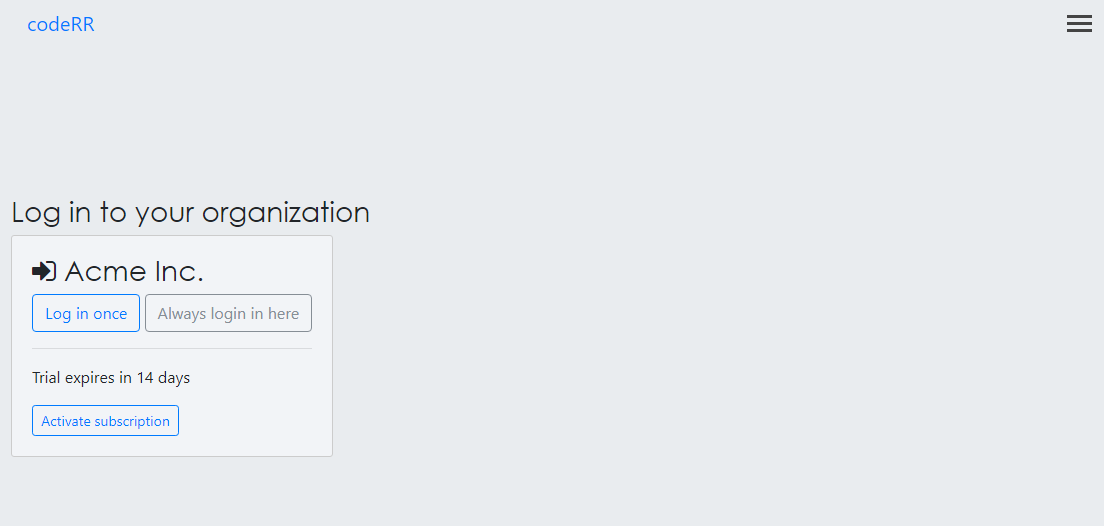 codeRR
Log in to your organization
Acme Inc.
Log in once Always login in here
Trial expires in 14 days
Activate subscription